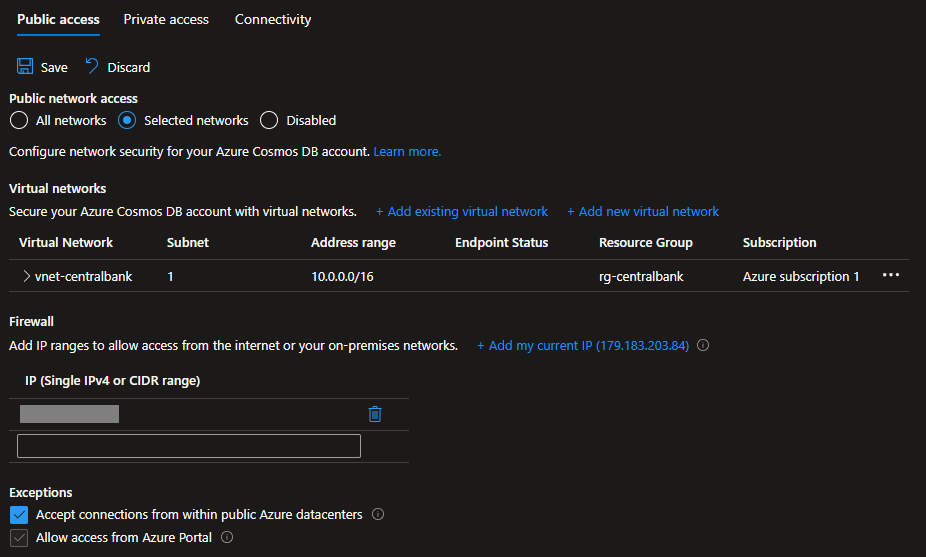 Public access Private access Connectivity
Save Discard
Public network access
All networks Selected networks Disabled
Configure network security for your Azure Cosmos DB account. Learn more.
Virtual networks
Secure your Azure Cosmos DB account with virtual networks. + Add existing virtual network + Add new virtual network
Virtual Network Subnet Address range Endpoint Status Resource Group Subscription
vnet-centralbank 1 10.0.0.0/16 rg-centralbank Azure subscription 1 ...
Firewall
Add IP ranges to allow access from the internet or your on-premises networks. + Add my current IP (179.183.203.84)
IP (Single IPv4 or CIDR range)
Exceptions
Accept connections from within public Azure datacenters
Allow access from Azure Portal